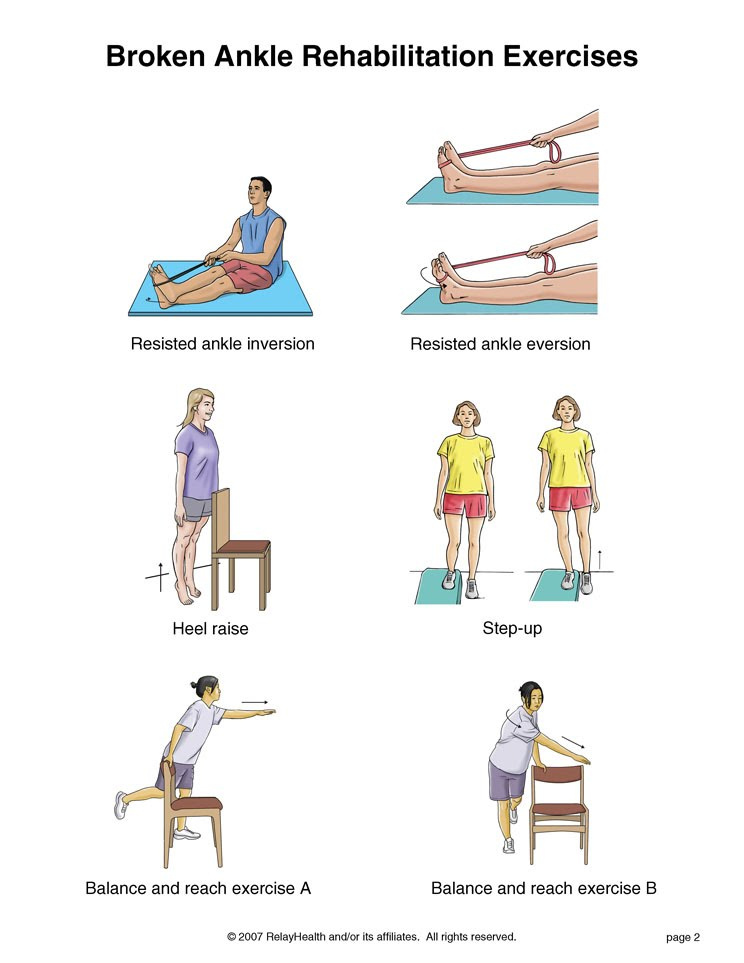 Broken Ankle Rehabilitation Exercises
Resisted ankle inversion
Resisted ankle eversion
Heel raise
Step-up
Balance and reach exercise A
Balance and reach exercise B
© 2007 RelayHealth and/or its affiliates. All rights reserved.
page 2